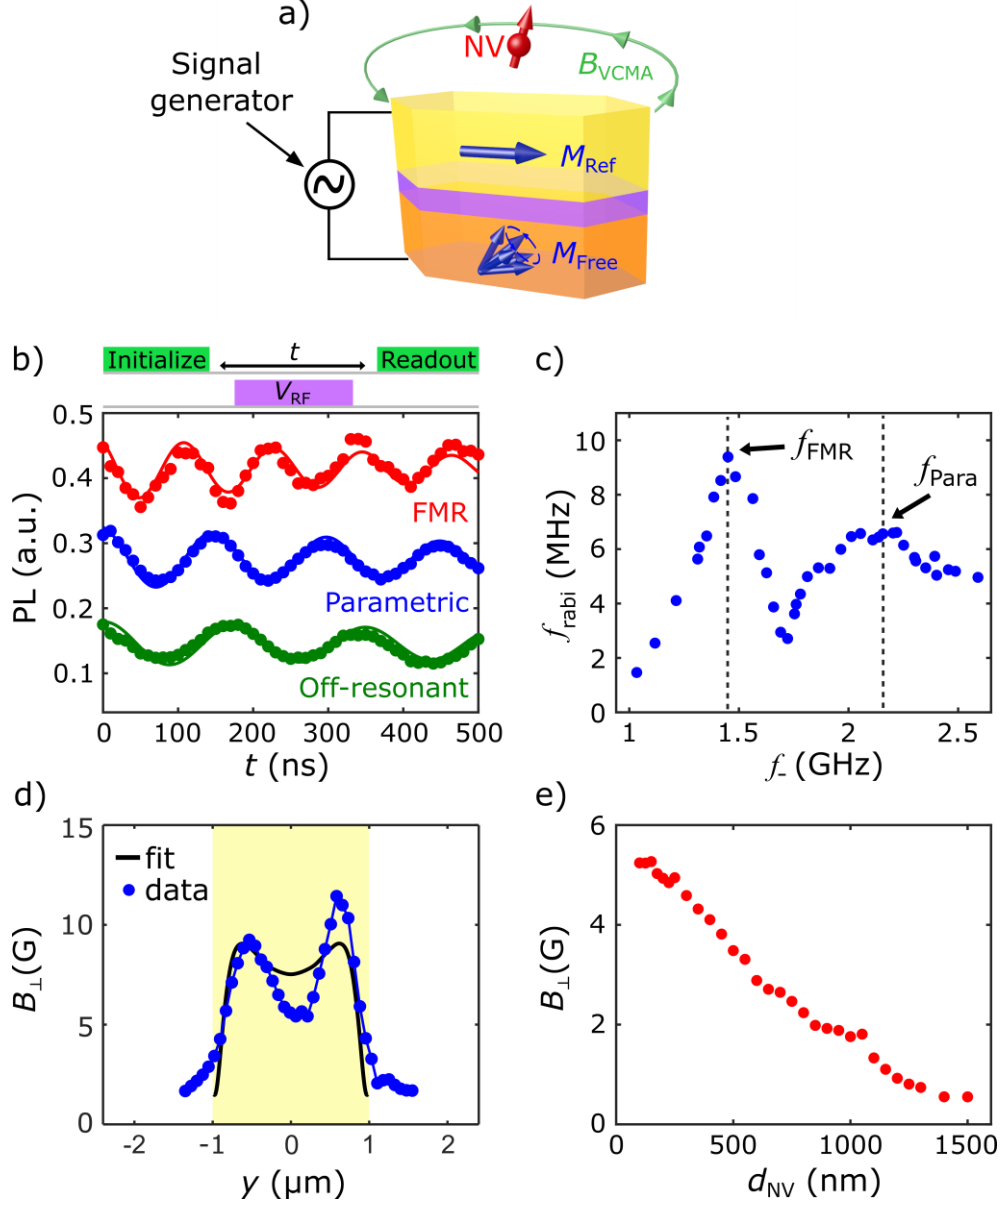 a)
NV
B_VCMA
Signal
generator
M_Ref
M_Free
b)
Initialize
t
Readout
V_RF
0.5
0.4
0.3
0.2
0.1
PL (a.u.)
FMR
Parametric
Off-resonant
0
100
200
300
400
500
t (ns)
c)
10
8
6
4
2
0
f_rabi (MHz)
f_FMR
f_Para
1
1.5
2
2.5
f_- (GHz)
d)
15
10
5
0
B_⊥(G)
fit
data
-2
-1
0
1
2
y (μm)
e)
6
4
2
0
B_⊥(G)
0
500
1000
1500
d_NV (nm)